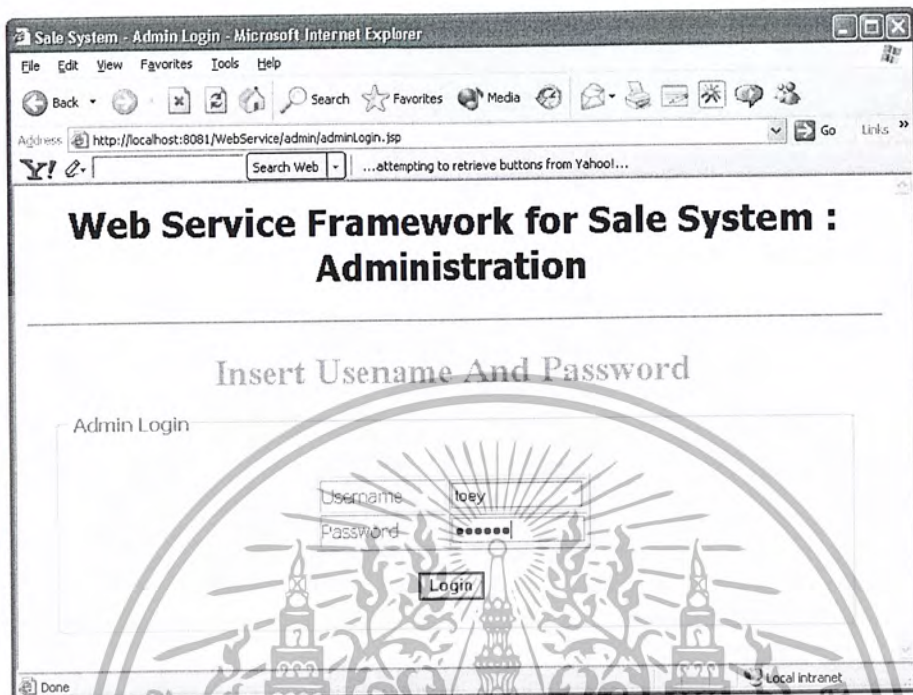 Sale System - Admin Login - Microsoft Internet Explorer
File Edit View Favorites Tools Help
Back Search Favorites Media
Address http://localhost:8081/WebService/admin/adminLogin.jsp Go Links »
Y! Search Web ...attempting to retrieve buttons from Yahoo!...
Web Service Framework for Sale System :
Administration
Insert Usename And Password
Admin Login
Username toey
Password ••••••
Login
Done Local intranet